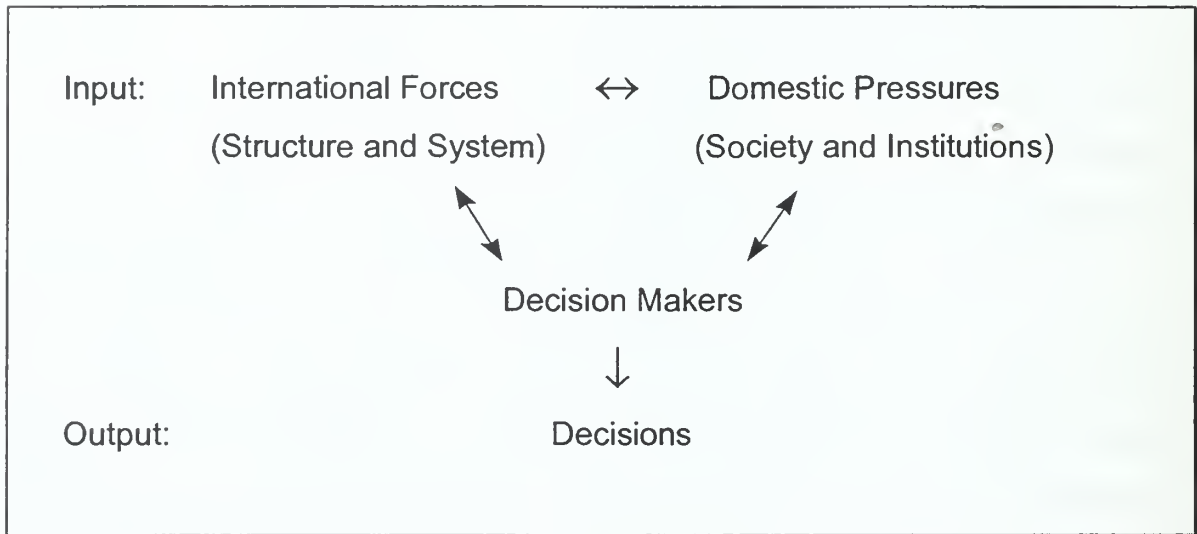 Input: International Forces ↔ Domestic Pressures
(Structure and System) (Society and Institutions)
Decision Makers
Output: Decisions